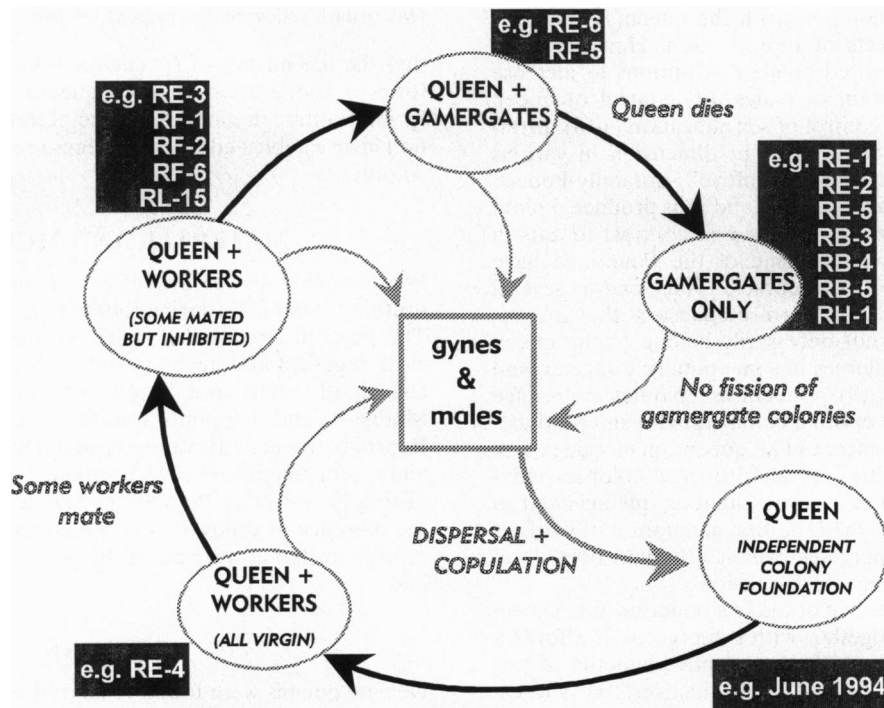 e.g. RE-6
RF-5
QUEEN +
GAMERGATES
Queen dies
e.g. RE-3
RF-1
RF-2
RF-6
RL-15
e.g. RE-1
RE-2
RE-5
RB-3
RB-4
RB-5
RH-1
QUEEN +
WORKERS
(SOME MATED
BUT INHIBITED)
GAMERGATES
ONLY
gynes
&
males
No fission of
gamergate colonies
Some workers
mate
DISPERSAL +
COPULATION
1 QUEEN
INDEPENDENT
COLONY
FOUNDATION
QUEEN +
WORKERS
(ALL VIRGIN)
e.g. RE-4
e.g. June 1994